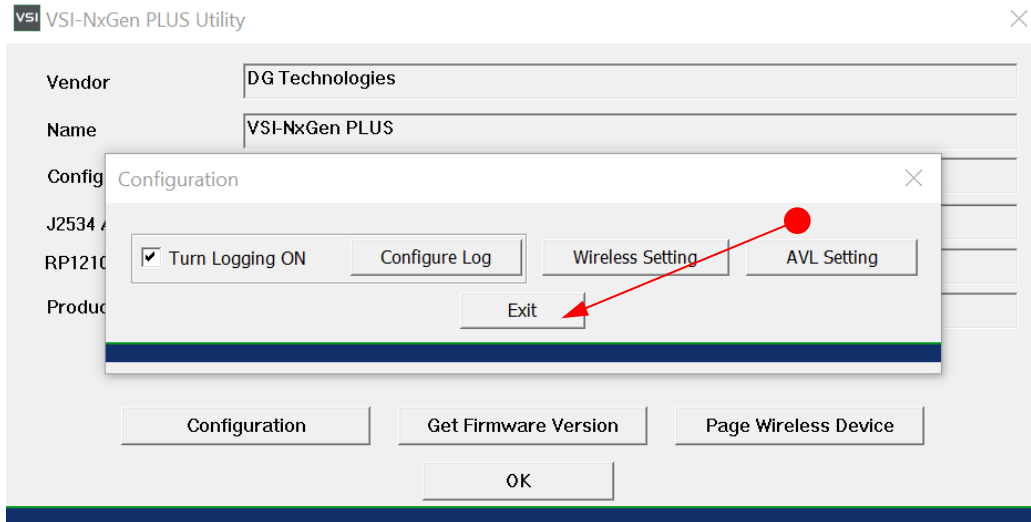 VSI VSI-NxGen PLUS Utility
Vendor DG Technologies
Name VSI-NxGen PLUS
Config
Configuration
J2534
Turn Logging ON Configure Log Wireless Setting AVL Setting
RP1210
Exit
Produc
Configuration Get Firmware Version Page Wireless Device
OK